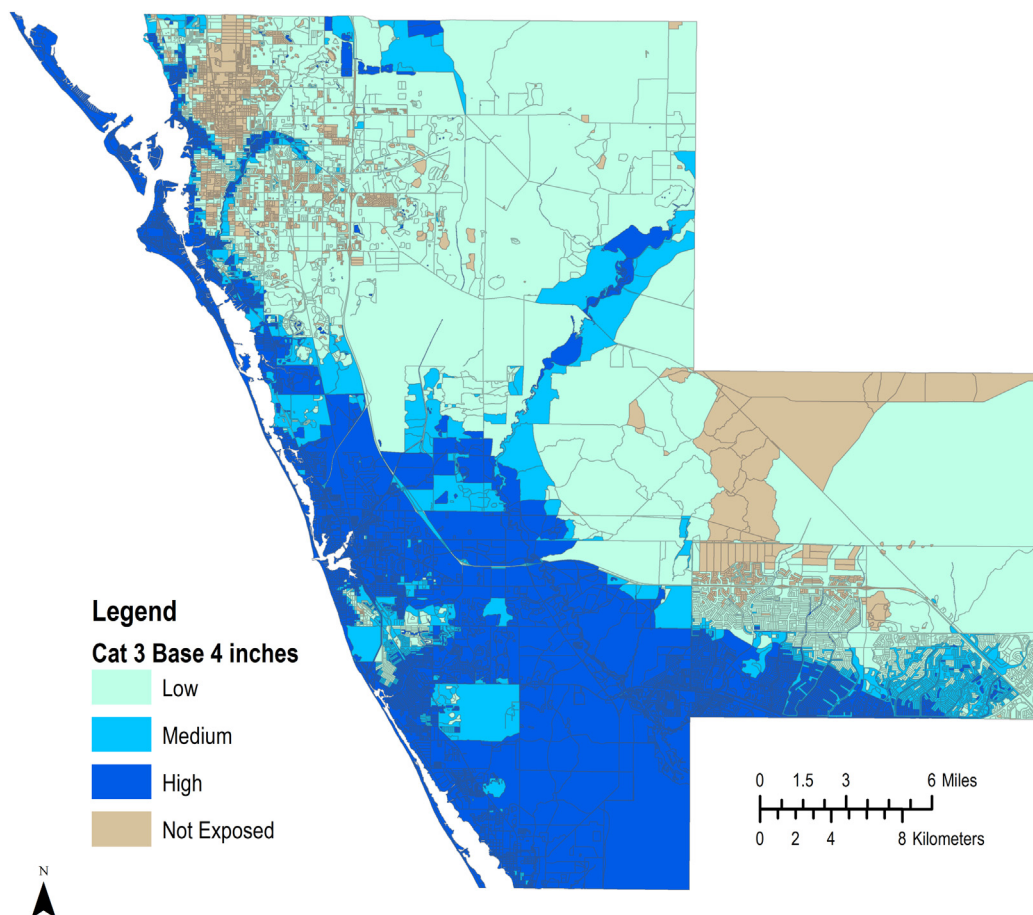 Legend
Cat 3 Base 4 inches
Low
Medium
High
Not Exposed
0 1.5 3 6 Miles
0 2 4 8 Kilometers
N